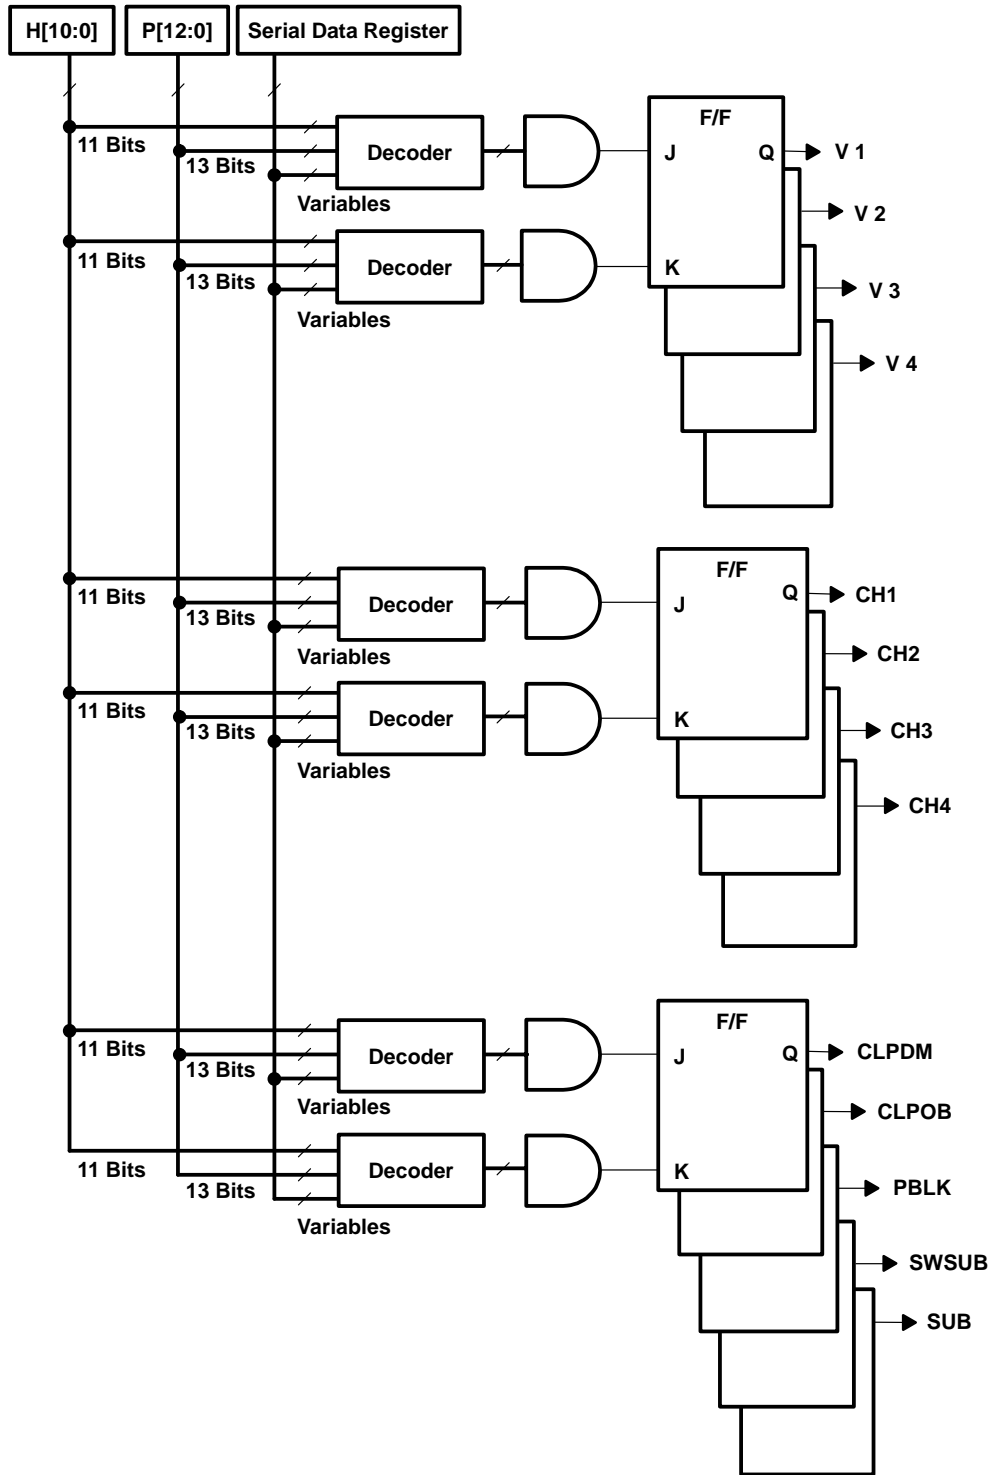 H[10:0] P[12:0] Serial Data Register
F/F
11 Bits
13 Bits
Decoder
J
Q
V 1
Variables
V 2
11 Bits
13 Bits
Decoder
K
V 3
Variables
V 4
F/F
11 Bits
13 Bits
Decoder
J
Q
CH1
Variables
CH2
11 Bits
13 Bits
Decoder
K
CH3
Variables
CH4
F/F
11 Bits
13 Bits
Decoder
J
Q
CLPDM
Variables
CLPOB
11 Bits
13 Bits
Decoder
K
PBLK
Variables
SWSUB
SUB